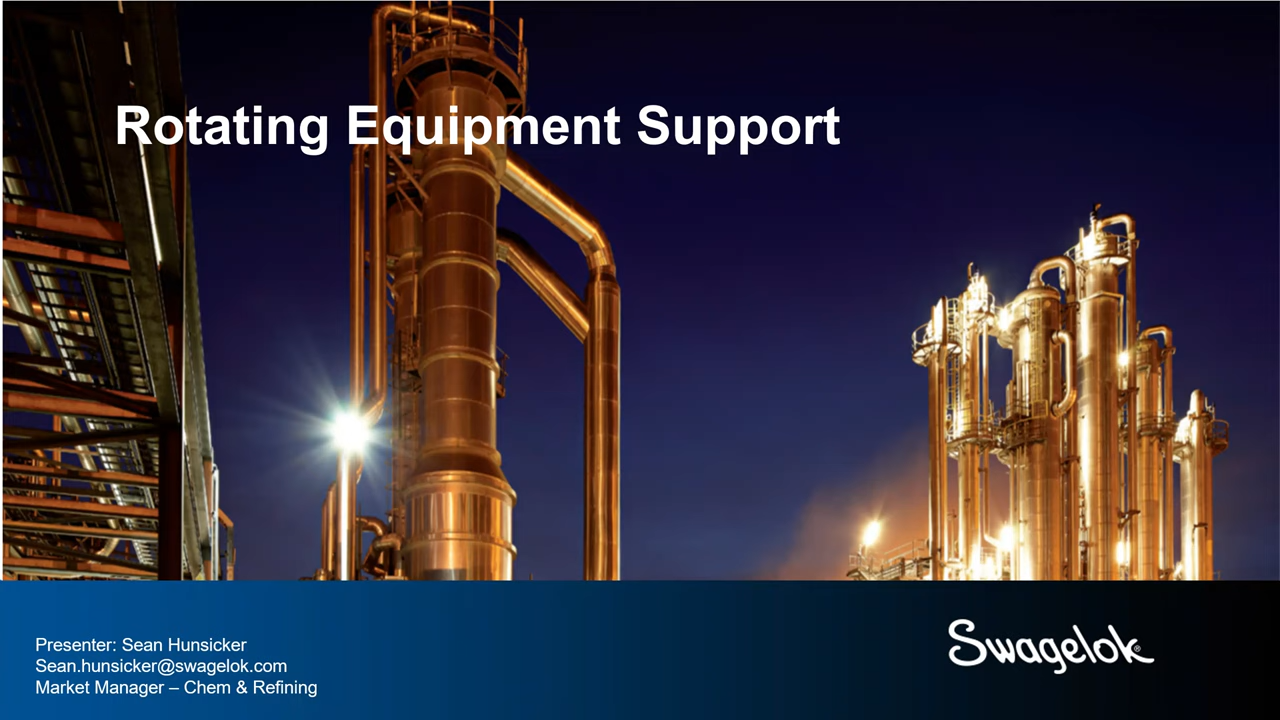 Rotating Equipment Support
Presenter: Sean Hunsicker
Sean.hunsicker@swagelok.com
Market Manager – Chem & Refining
Swagelok®